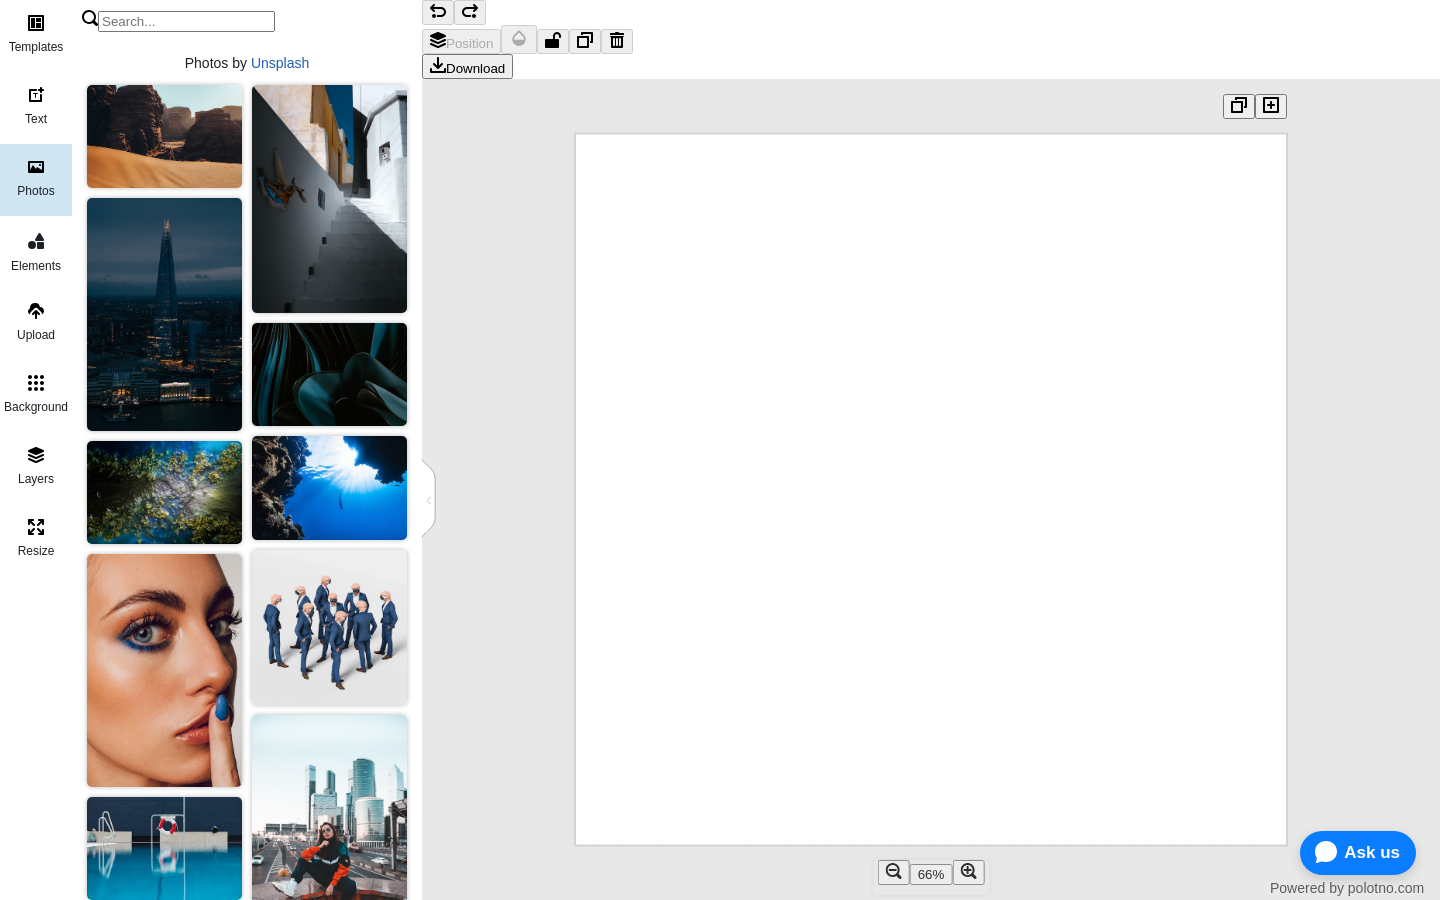 Templates
Text
Photos
Elements
Upload
Background
Layers
Resize
Search...
Photos by Unsplash
Position
Download
66%
Ask us
Powered by polotno.com